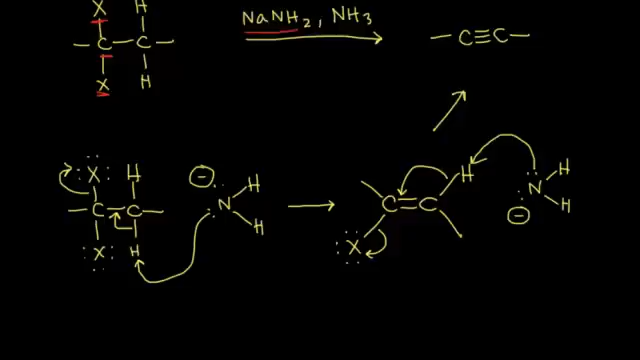 X H
NaNH2, NH3
— C — C — — C≡C —
X H
X H H H
N H N
— C — C — C = C H
H
X H X